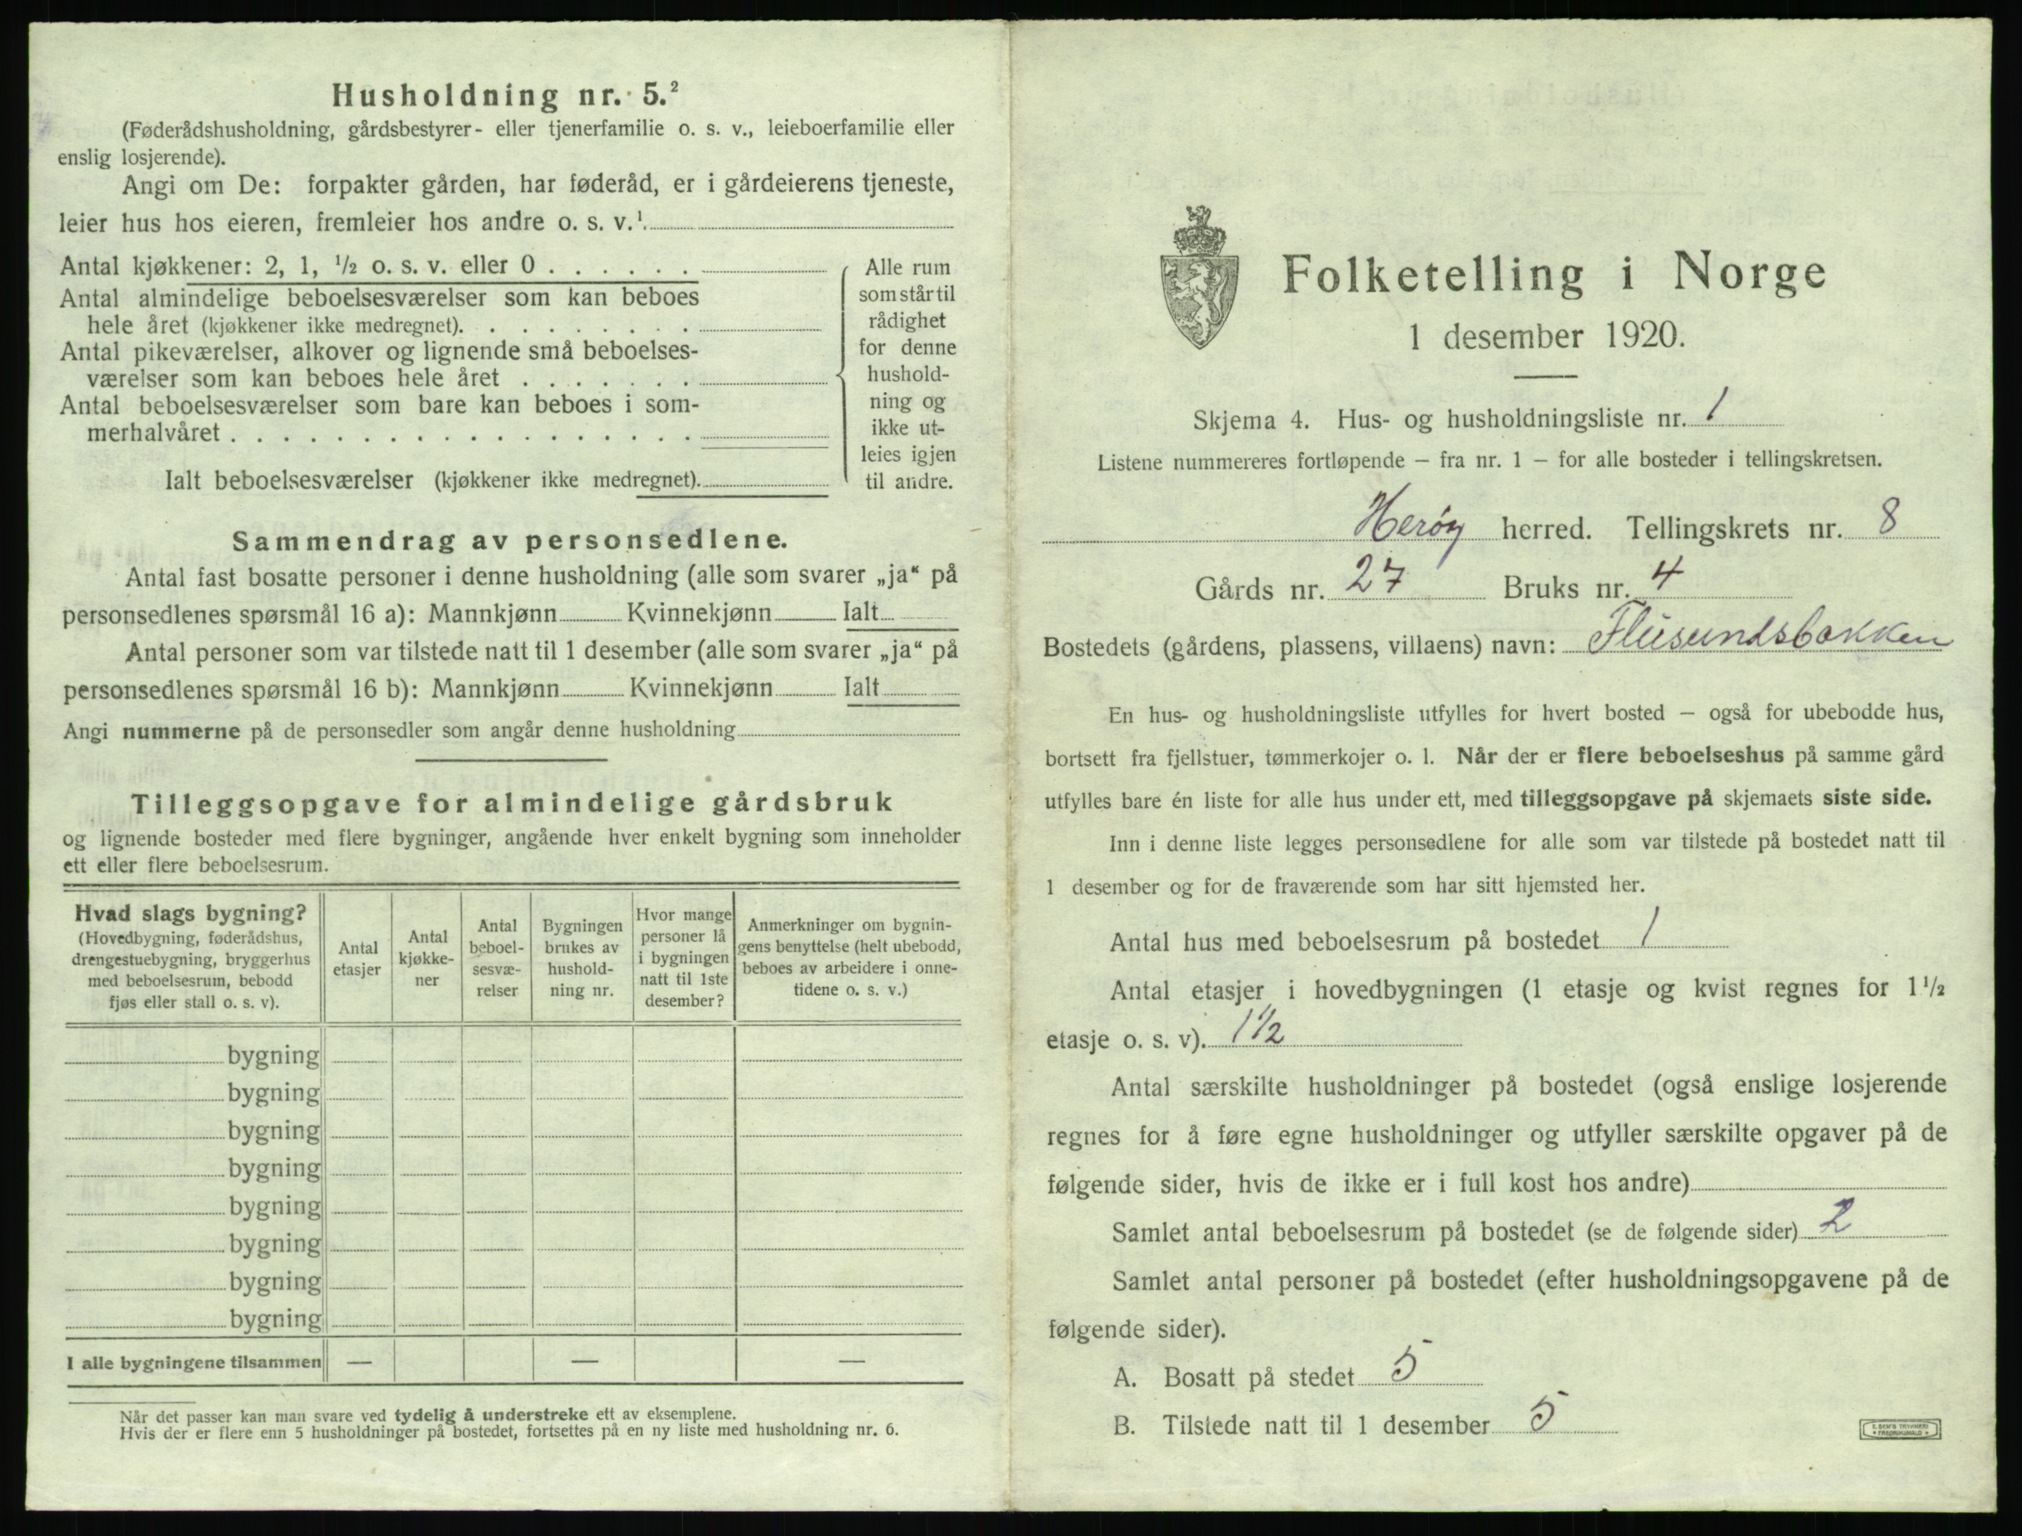 Husholdning nr. 5.²
(Føderådshusholdning, gårdsbestyrer- eller tjenerfamilie o. s. v., leieboerfamilie eller
enslig losjerende).
Angi om De: forpakter gården, har føderåd, er i gårdeierens tjeneste,
leier hus hos eieren, fremleier hos andre o. s. v.¹
Antal kjøkkener: 2, 1, ½ o. s. v. eller 0 . . . . . .
Antal almindelige beboelsesværelser som kan beboes
hele året (kjøkkener ikke medregnet). . . . . . . . .
Antal pikeværelser, alkover og lignende små beboelses-
værelser som kan beboes hele året . . . . . . .
Antal beboelsesværelser som bare kan beboes i som-
merhalvåret . . . . . . . . . . . . . . . . . .
Ialt beboelsesværelser (kjøkkener ikke medregnet).
Alle rum
som står til
rådighet
for denne
hushold-
ning og
ikke ut-
leies igjen
til andre.
Sammendrag av personsedlene.
Antal fast bosatte personer i denne husholdning (alle som svarer „ja“ på
personsedlenes spørsmål 16 a): Mannkjønn Kvinnekjønn Ialt
Antal personer som var tilstede natt til 1 desember (alle som svarer „ja“ på
personsedlenes spørsmål 16 b): Mannkjønn Kvinnekjønn Ialt
Angi nummerne på de personsedler som angår denne husholdning
Tilleggsopgave for almindelige gårdsbruk
og lignende bosteder med flere bygninger, angående hver enkelt bygning som inneholder
ett eller flere beboelsesrum.
Hvad slags bygning?
(Hovedbygning, føderådshus,
drengestuebygning, bryggerhus
med beboelsesrum, bebodd
fjøs eller stall o. s. v).
Antal
etasjer
Antal
kjøkke-
ner
Antal
beboel-
sesvæ-
relser
Bygningen
brukes av
hushold-
ning nr.
Hvor mange
personer lå
i bygningen
natt til 1ste
desember?
Anmerkninger om bygnin-
gens benyttelse (helt ubebodd,
beboes av arbeidere i onne-
tidene o. s. v.)
bygning
bygning
bygning
bygning
bygning
bygning
bygning
bygning
I alle bygningene tilsammen — — —
Når det passer kan man svare ved tydelig å understreke ett av eksemplene.
Hvis der er flere enn 5 husholdninger på bostedet, fortsettes på en ny liste med husholdning nr. 6.
Folketelling i Norge
1 desember 1920.
Skjema 4. Hus- og husholdningsliste nr. 1
Listene nummereres fortløpende – fra nr. 1 – for alle bosteder i tellingskretsen.
Herøy herred. Tellingskrets nr. 8
Gårds nr. 27 Bruks nr. 4
Bostedets (gårdens, plassens, villaens) navn: Flusundsbakken
En hus- og husholdningsliste utfylles for hvert bosted – også for ubebodde hus,
bortsett fra fjellstuer, tømmerkojer o. l. Når der er flere beboelseshus på samme gård
utfylles bare én liste for alle hus under ett, med tilleggsopgave på skjemaets siste side.
Inn i denne liste legges personsedlene for alle som var tilstede på bostedet natt til
1 desember og for de fraværende som har sitt hjemsted her.
Antal hus med beboelsesrum på bostedet 1
Antal etasjer i hovedbygningen (1 etasje og kvist regnes for 1½
etasje o. s. v). 1½
Antal særskilte husholdninger på bostedet (også enslige losjerende
regnes for å føre egne husholdninger og utfyller særskilte opgaver på de
følgende sider, hvis de ikke er i full kost hos andre)
Samlet antal beboelsesrum på bostedet (se de følgende sider) 2
Samlet antal personer på bostedet (efter husholdningsopgavene på de
følgende sider).
A. Bosatt på stedet 5
B. Tilstede natt til 1 desember 5